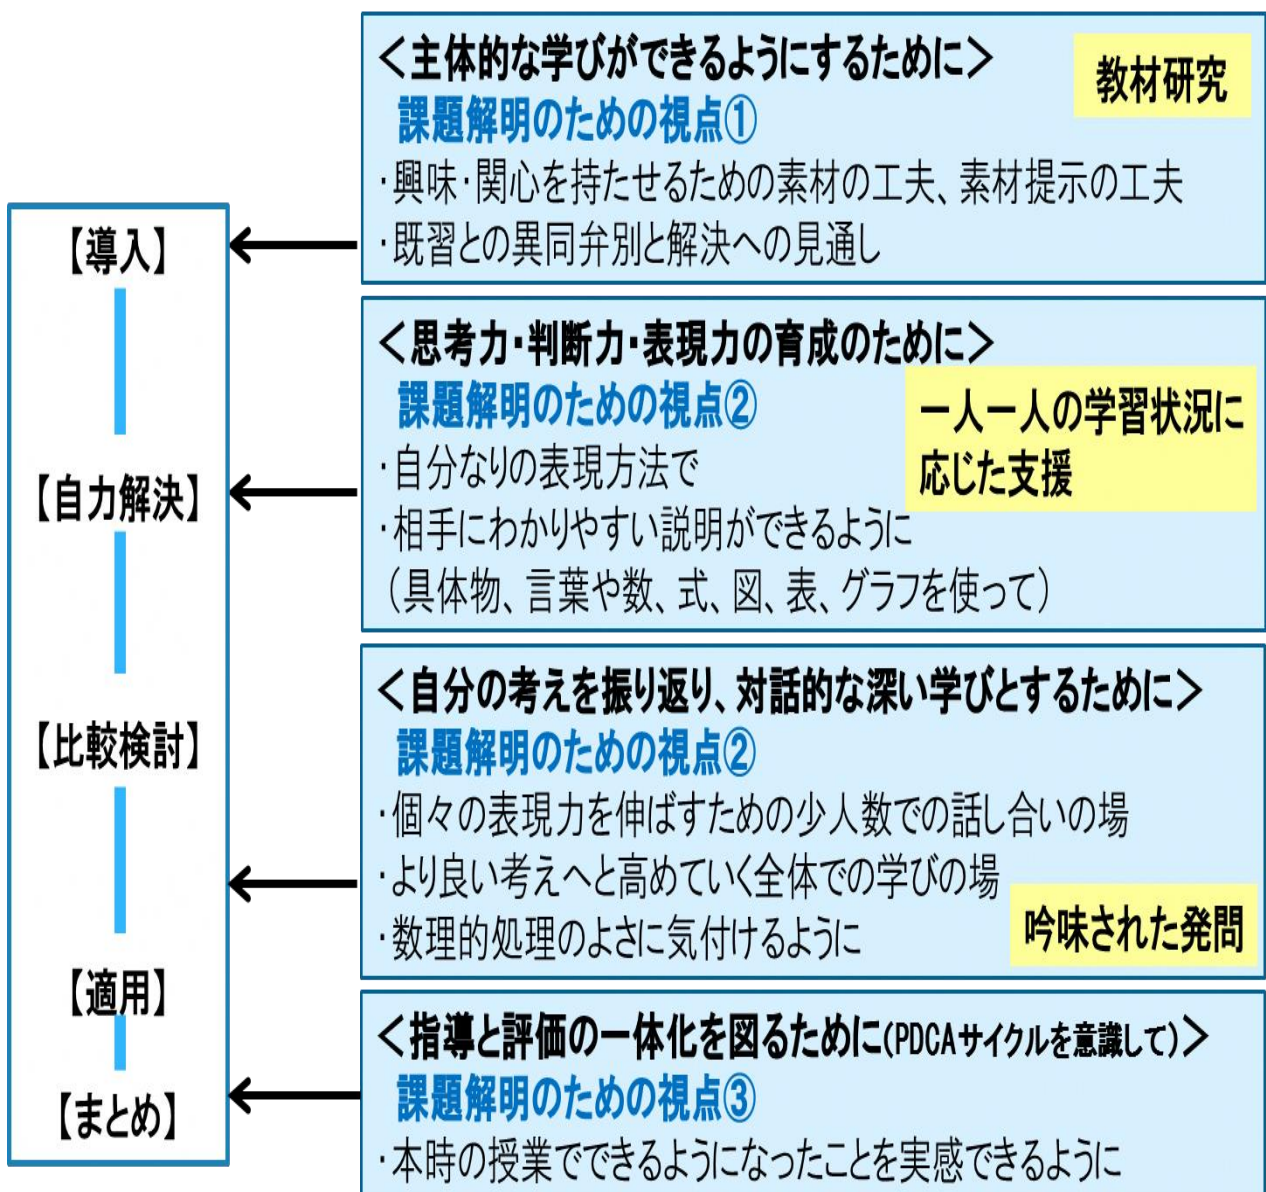 【導入】
【自力解決】
【比較検討】
【適用】
【まとめ】
＜主体的な学びができるようにするために＞
教材研究
課題解明のための視点①
・興味・関心を持たせるための素材の工夫、素材提示の工夫
・既習との異同弁別と解決への見通し
＜思考力・判断力・表現力の育成のために＞
課題解明のための視点②
一人一人の学習状況に
応じた支援
・自分なりの表現方法で
・相手にわかりやすい説明ができるように
（具体物、言葉や数、式、図、表、グラフを使って）
＜自分の考えを振り返り、対話的な深い学びとするために＞
課題解明のための視点②
・個々の表現力を伸ばすための少人数での話し合いの場
・より良い考えへと高めていく全体での学びの場
・数理的処理のよさに気付けるように
吟味された発問
＜指導と評価の一体化を図るために(PDCAサイクルを意識して)＞
課題解明のための視点③
・本時の授業でできるようになったことを実感できるように